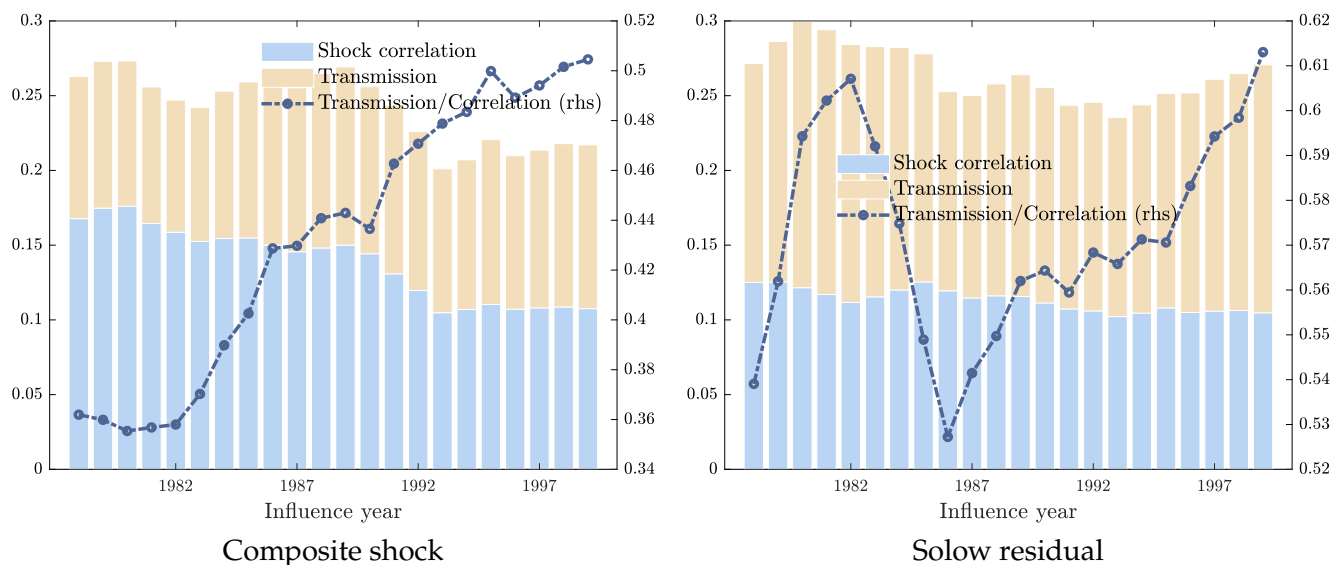 0.3
0.25
0.2
0.15
0.1
0.05
0
0.52
0.5
0.48
0.46
0.44
0.42
0.4
0.38
0.36
0.34
Shock correlation
Transmission
Transmission/Correlation (rhs)
1982 1987 1992 1997
Influence year
Composite shock
0.3
0.25
0.2
0.15
0.1
0.05
0
0.62
0.61
0.6
0.59
0.58
0.57
0.56
0.55
0.54
0.53
0.52
Shock correlation
Transmission
Transmission/Correlation (rhs)
1982 1987 1992 1997
Influence year
Solow residual